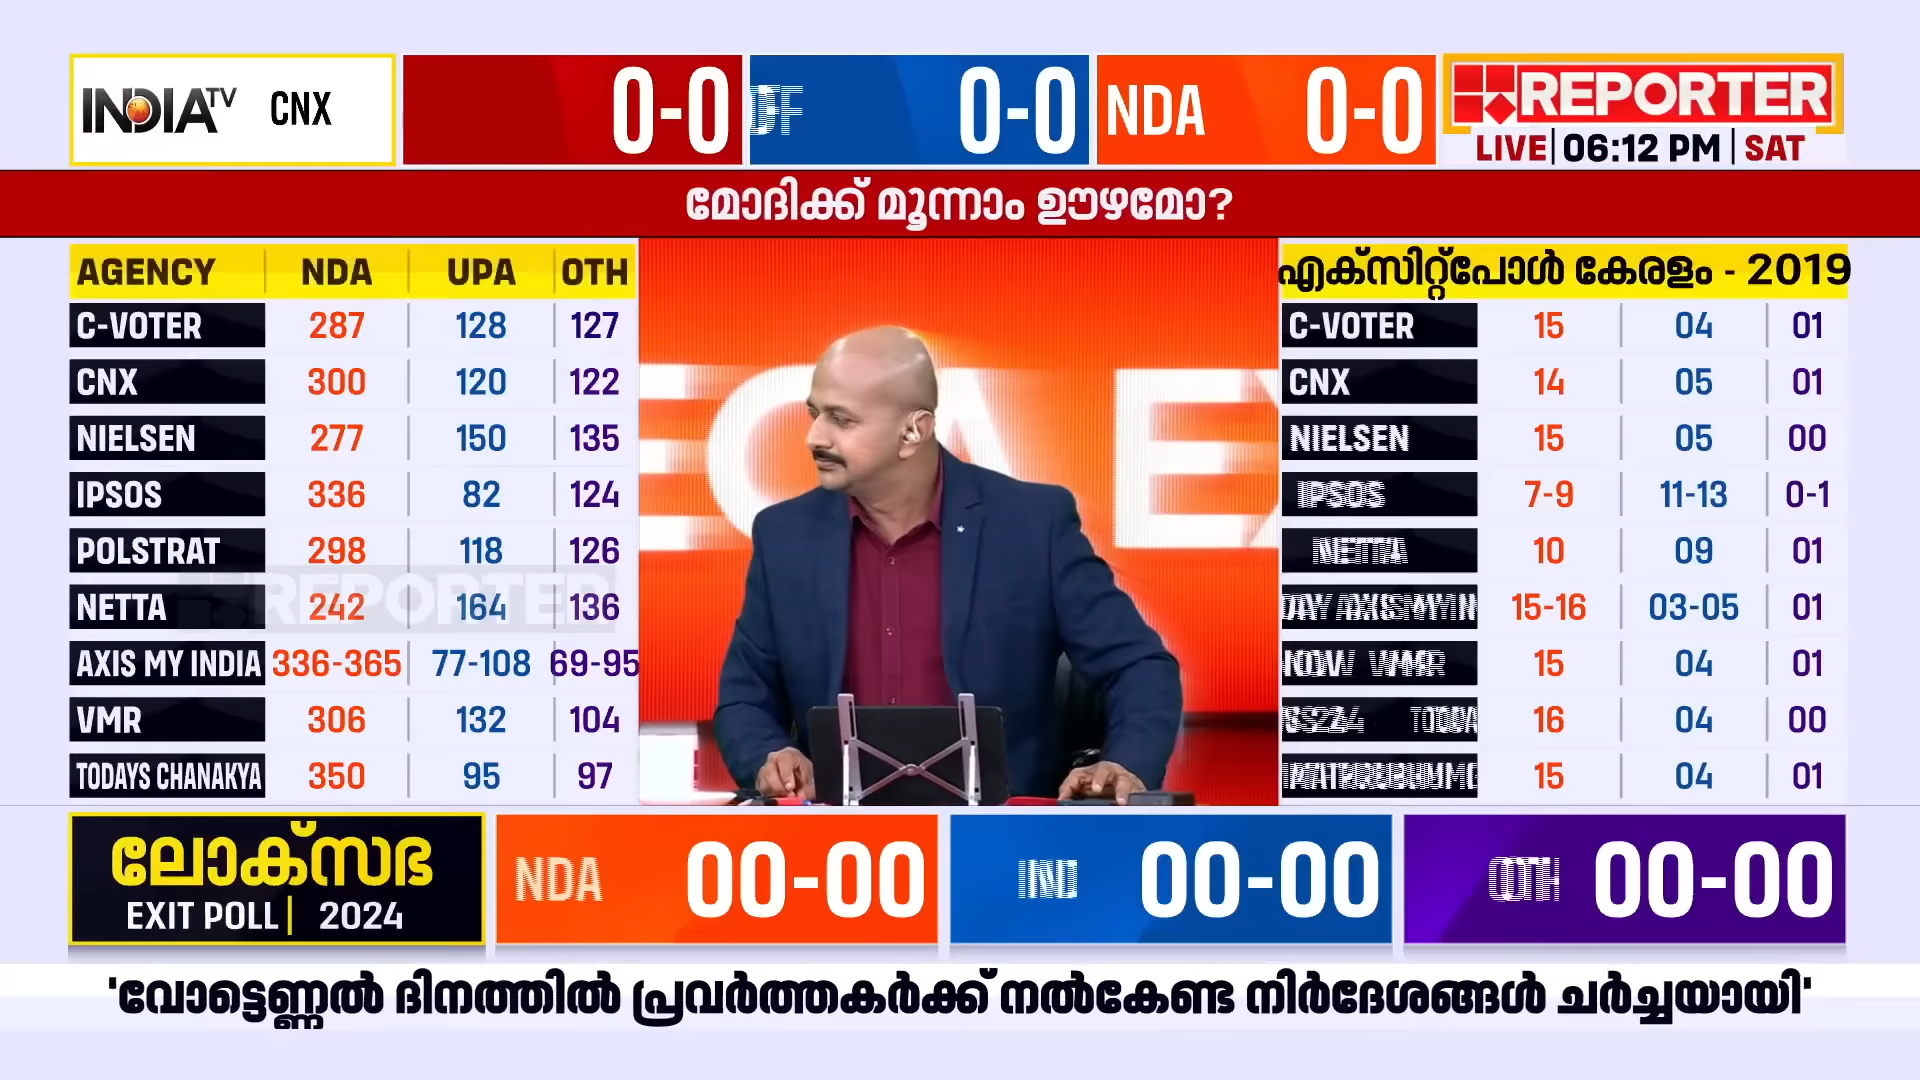 INDIA TV CNX 0-0 0-0 NDA 0-0 REPORTER
LIVE 06:12 PM SAT
മോദിക്ക് മൂന്നാം ഊഴമോ?
AGENCY NDA UPA OTH
C-VOTER 287 128 127
CNX 300 120 122
NIELSEN 277 150 135
IPSOS 336 82 124
POLSTRAT 298 118 126
NETTA 242 164 136
AXIS MY INDIA 336-365 77-108 69-95
VMR 306 132 104
TODAYS CHANAKYA 350 95 97
REPORTER
എക്സിറ്റ്പോൾ കേരളം - 2019
C-VOTER 15 04 01
CNX 14 05 01
NIELSEN 15 05 00
IPSOS 7-9 11-13 0-1
NETTA 10 09 01
15-16 03-05 01
VMR 15 04 01
16 04 00
15 04 01
ലോക്സഭ
EXIT POLL 2024
NDA 00-00
IND 00-00
OTH 00-00
'വോട്ടെണ്ണൽ ദിനത്തിൽ പ്രവർത്തകർക്ക് നൽകേണ്ട നിർദേശങ്ങൾ ചർച്ചയായി'